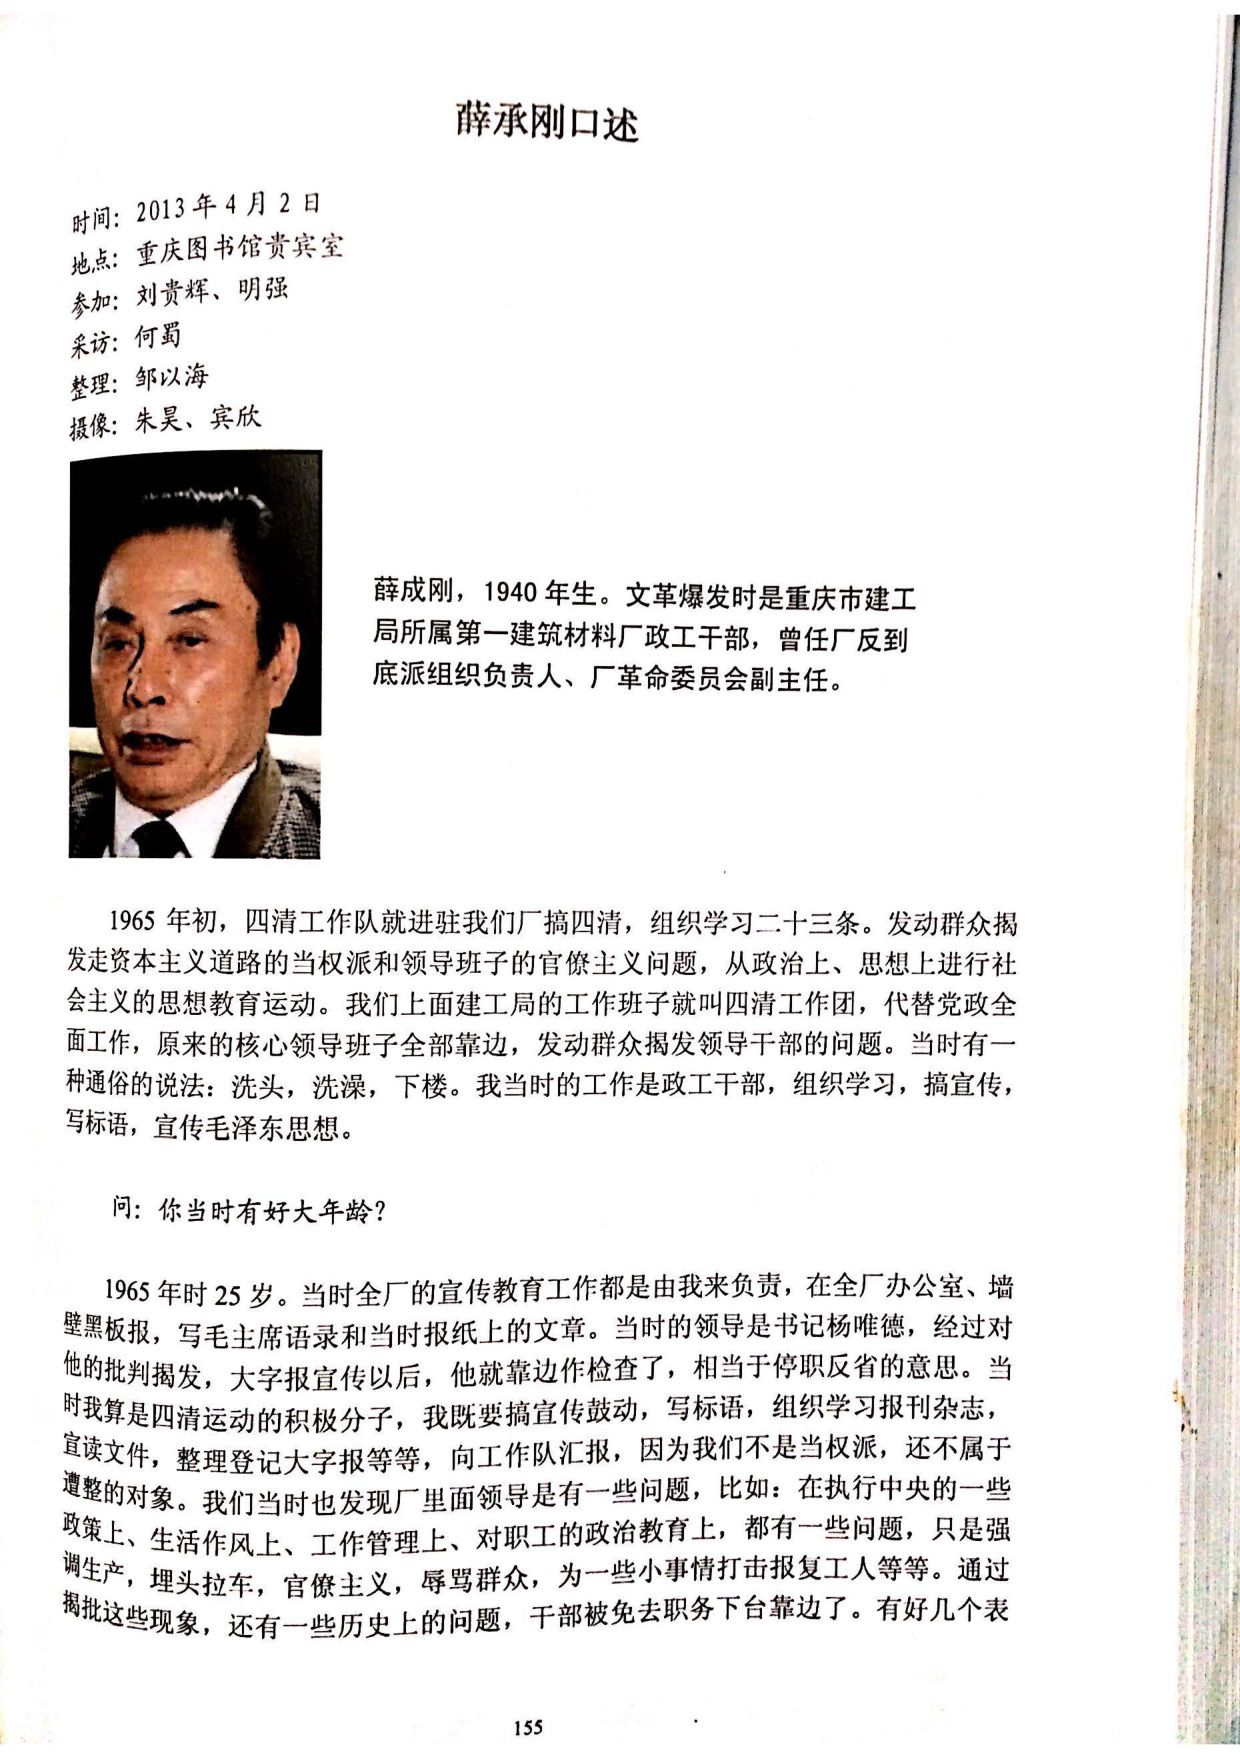 薛承刚口述
时间：2013年4月2日
地点：重庆图书馆贵宾室
参加：刘贵辉、明强
采访：何蜀
整理：邹以海
摄像：朱昊、宾欣
薛成刚，1940年生。文革爆发时是重庆市建工
局所属第一建筑材料厂政工干部，曾任厂反到
底派组织负责人、厂革命委员会副主任。
1965年初，四清工作队就进驻我们厂搞四清，组织学习二十三条。发动群众揭
发走资本主义道路的当权派和领导班子的官僚主义问题，从政治上、思想上进行社
会主义的思想教育运动。我们上面建工局的工作班子就叫四清工作团，代替党政全
面工作，原来的核心领导班子全部靠边，发动群众揭发领导干部的问题。当时有一
种通俗的说法：洗头，洗澡，下楼。我当时的工作是政工干部，组织学习，搞宣传，
写标语，宣传毛泽东思想。
问：你当时有好大年龄？
1965年时25岁。当时全厂的宣传教育工作都是由我来负责，在全厂办公室、墙
壁黑板报，写毛主席语录和当时报纸上的文章。当时的领导是书记杨唯德，经过对
他的批判揭发，大字报宣传以后，他就靠边作检查了，相当于停职反省的意思。当
时我算是四清运动的积极分子，我既要搞宣传鼓动，写标语，组织学习报刊杂志，
宣读文件，整理登记大字报等等，向工作队汇报，因为我们不是当权派，还不属于
遭整的对象。我们当时也发现厂里面领导是有一些问题，比如：在执行中央的一些
政策上、生活作风上、工作管理上、对职工的政治教育上，都有一些问题，只是强
调生产，埋头拉车，官僚主义，辱骂群众，为一些小事情打击报复工人等等。通过
揭批这些现象，还有一些历史上的问题，干部被免去职务下台靠边了。有好几个表
155